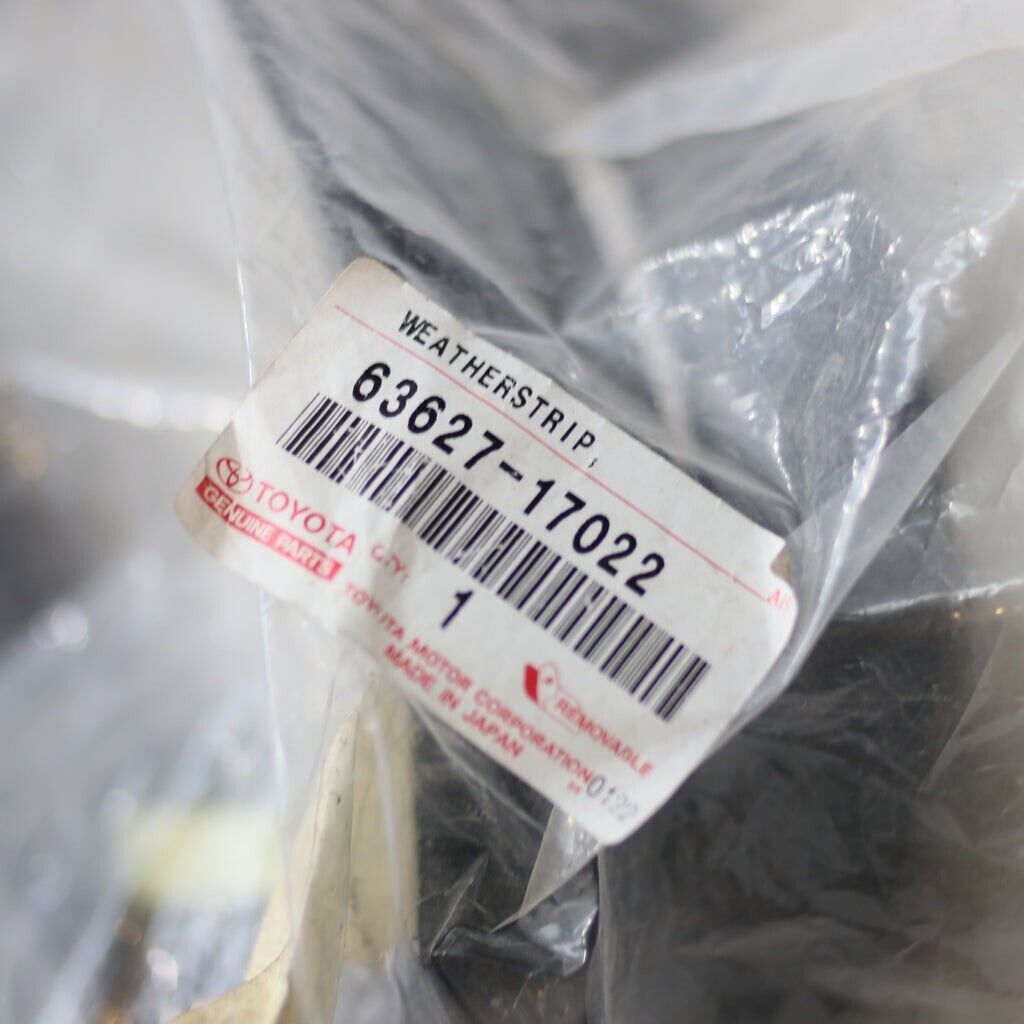 WEATHERSTRIP,
63627-17022
TOYOTA
GENUINE PARTS
Q'TY:
1
REMOVABLE
TOYOTA MOTOR CORPORATION
MADE IN JAPAN
0122